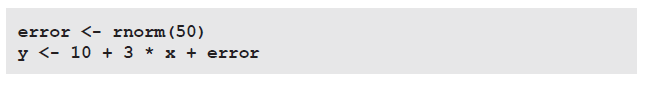 error <- rnorm(50)
y <- 10 + 3 * x + error